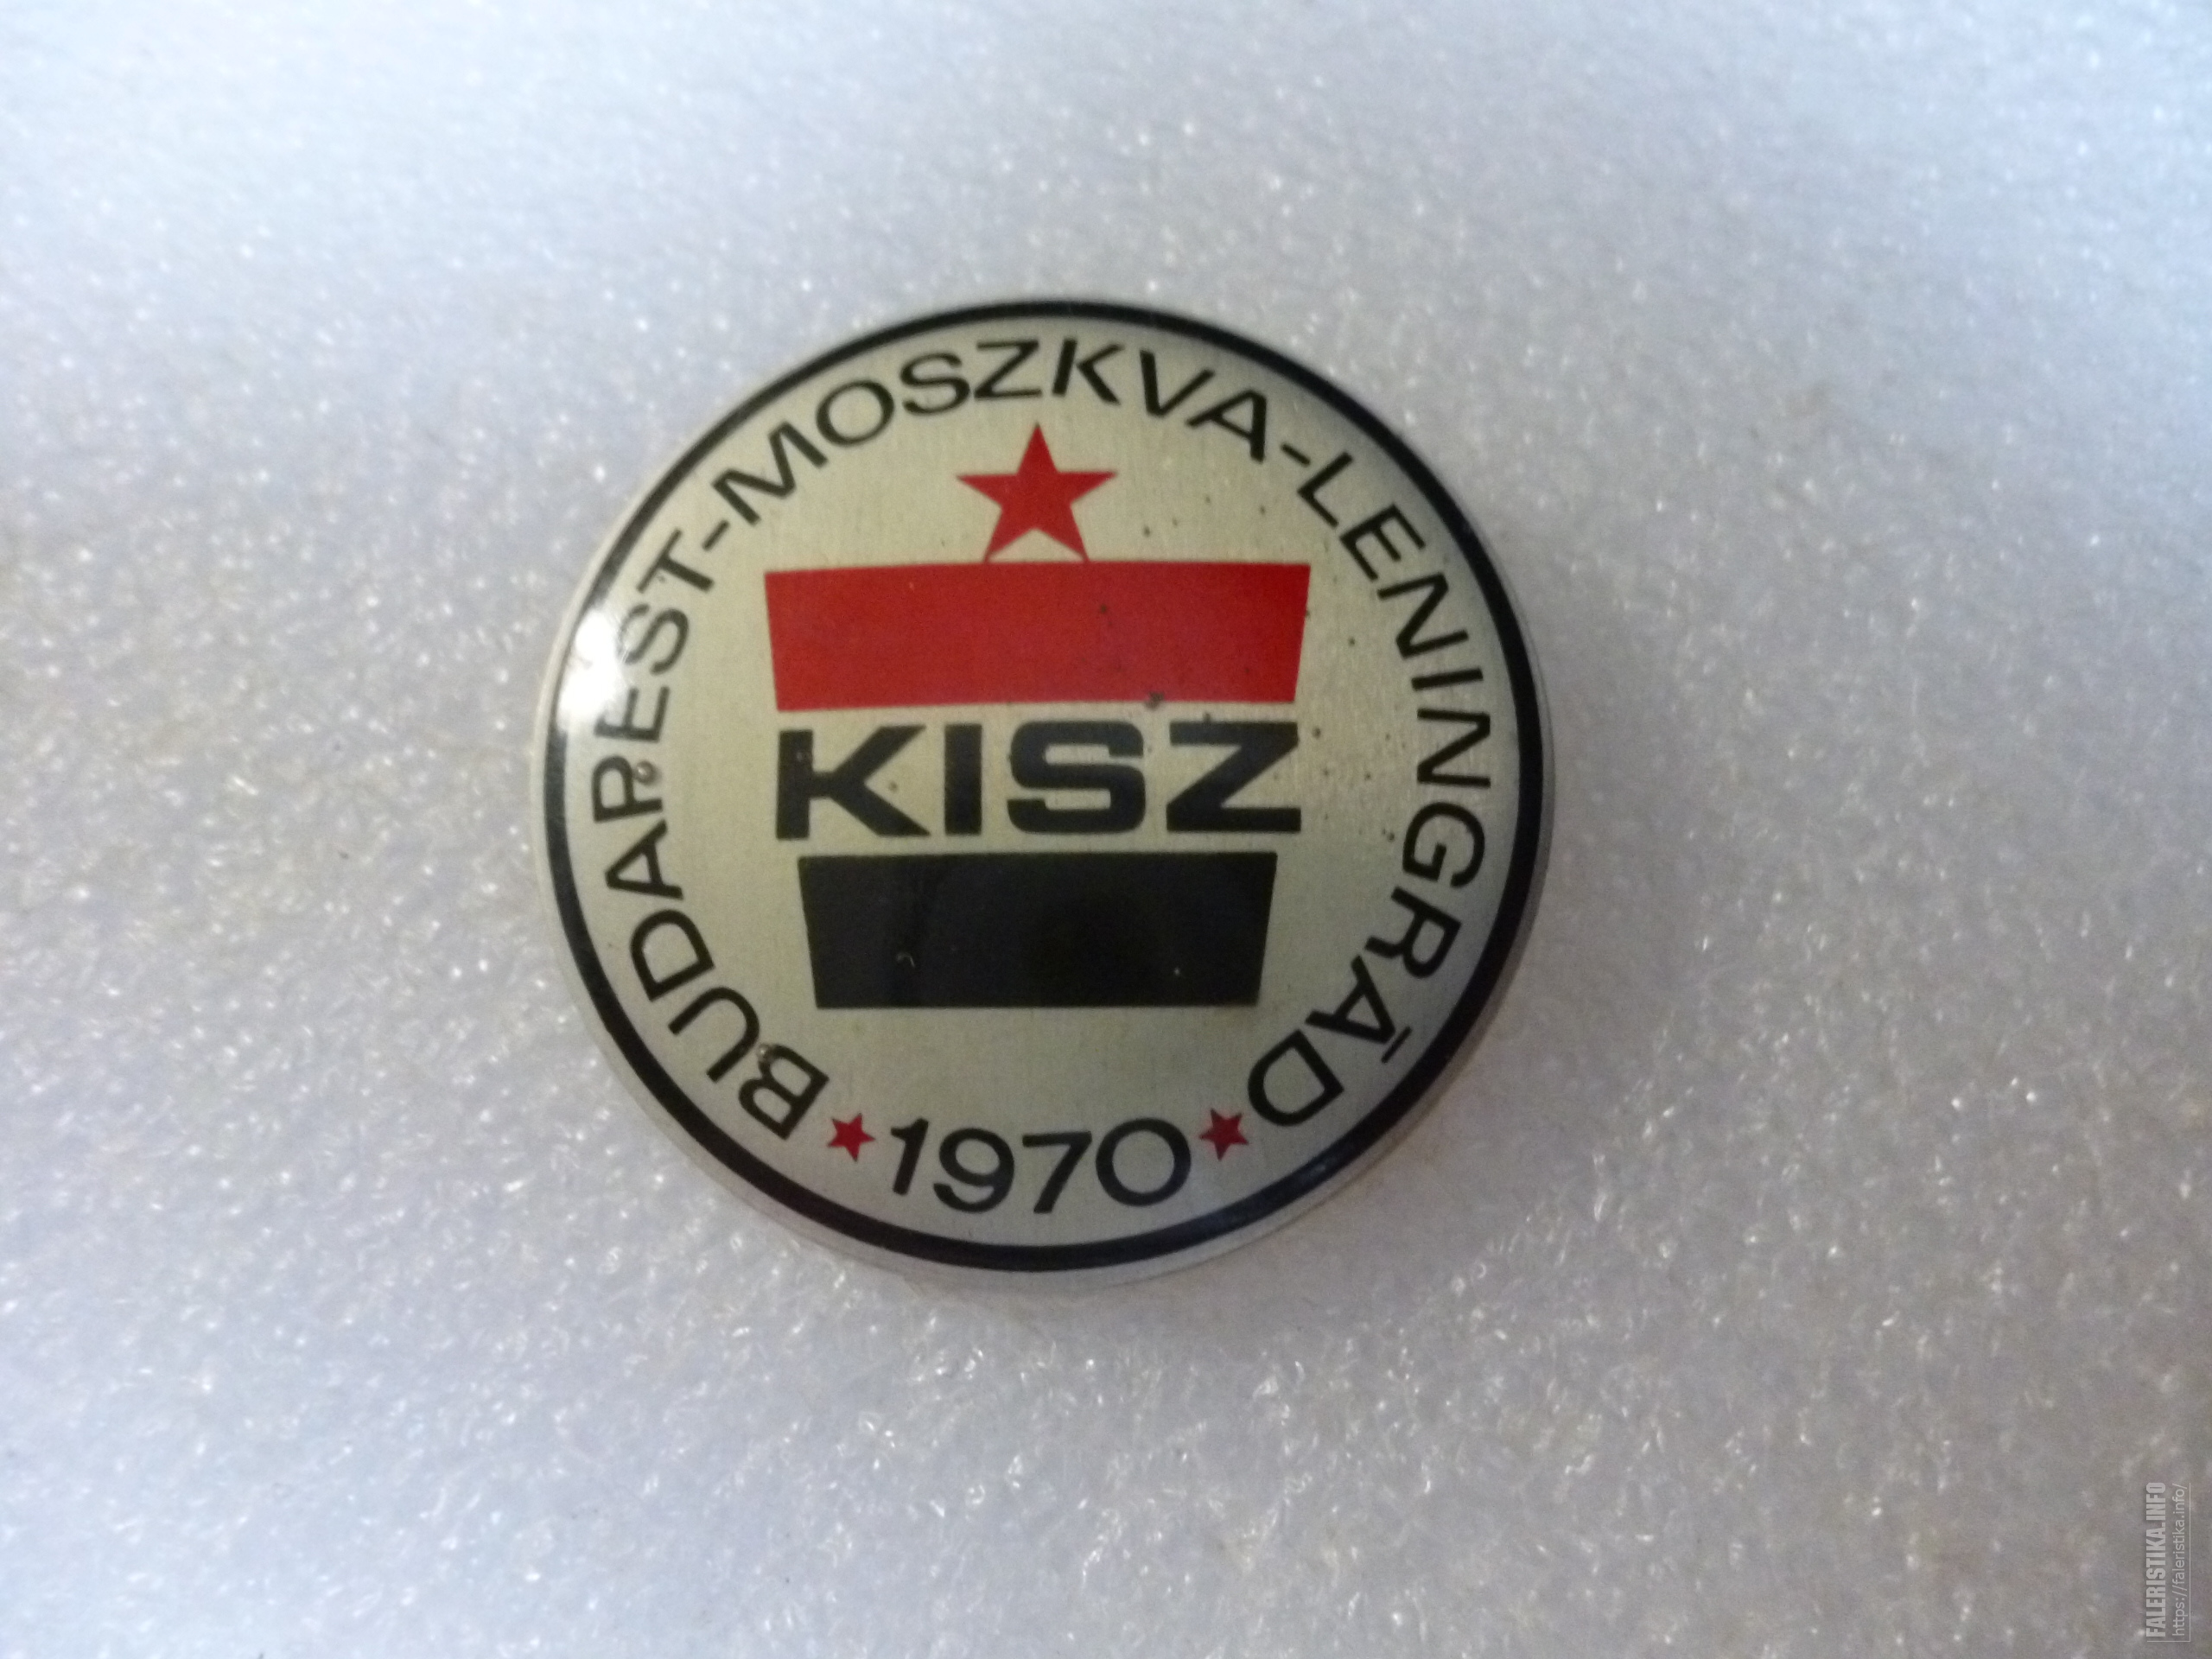 BUDAPEST-MOSZKVA-LENINGRÁD
KISZ
★1970★
FALERISTIKA.INFO
https://faleristika.info/